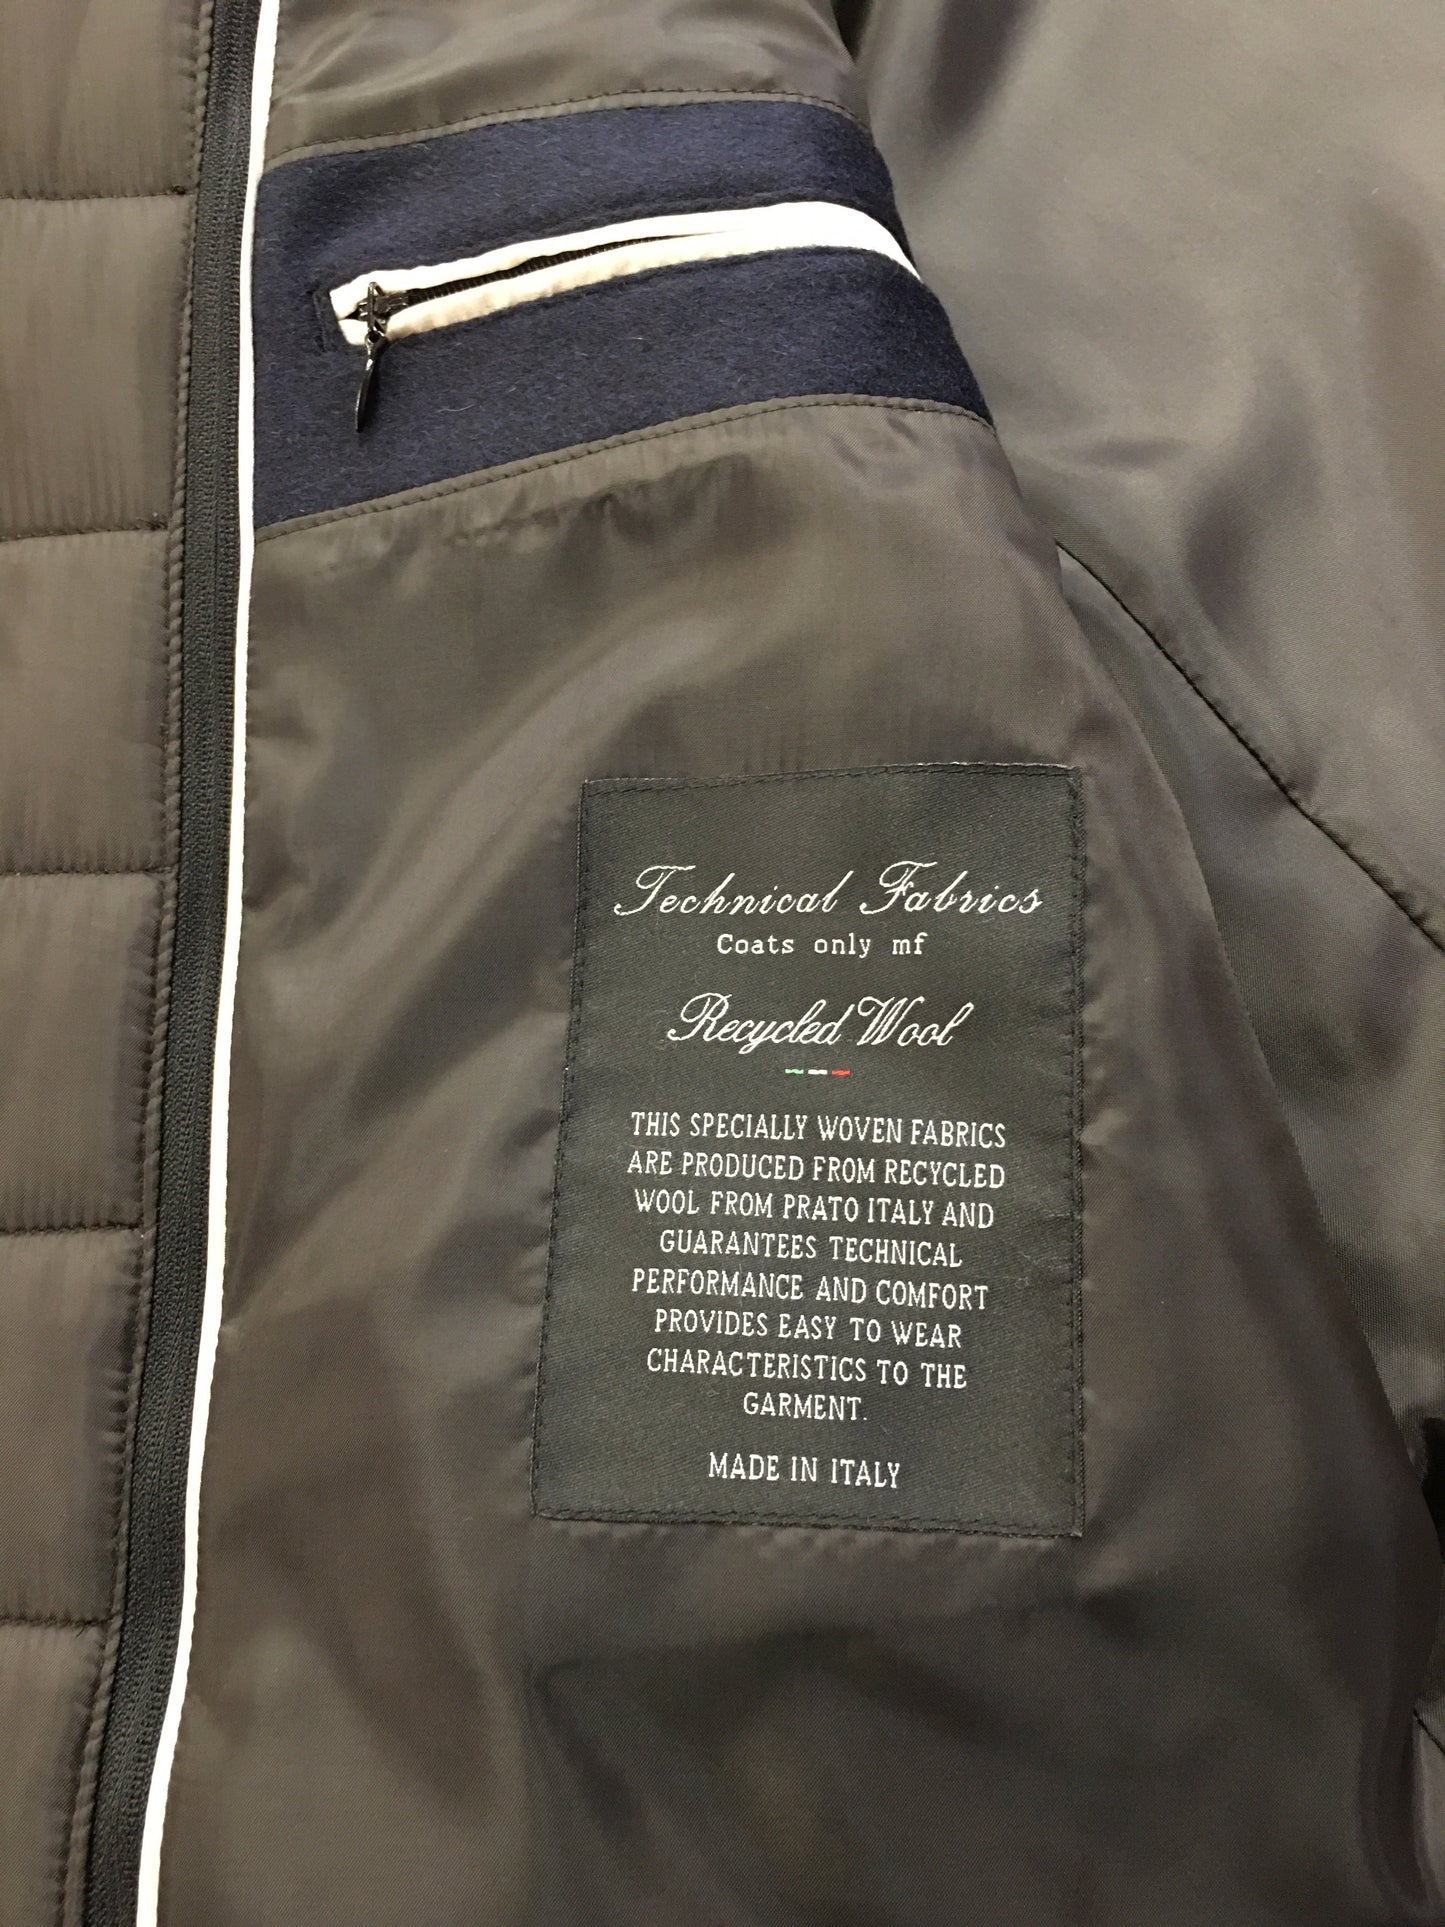 Technical Fabrics
Coats only mf
Recycled Wool
THIS SPECIALLY WOVEN FABRICS
ARE PRODUCED FROM RECYCLED
WOOL FROM PRATO ITALY AND
GUARANTEES TECHNICAL
PERFORMANCE AND COMFORT
PROVIDES EASY TO WEAR
CHARACTERISTICS TO THE
GARMENT.
MADE IN ITALY